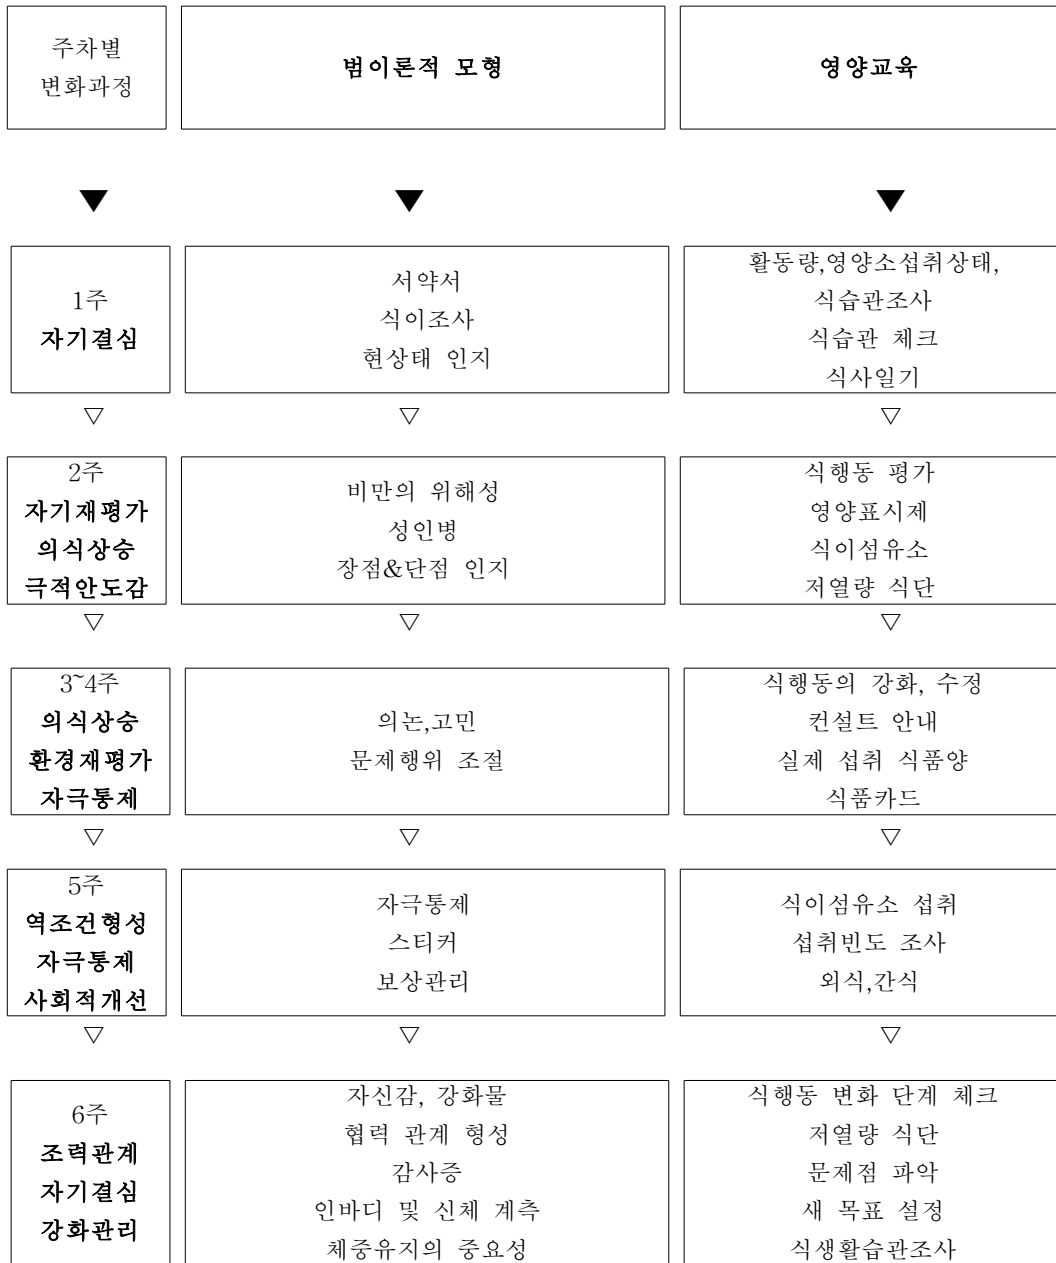 주차별
변화과정
범이론적 모형
영양교육
1주
자기결심
서약서
식이조사
현상태 인지
활동량,영양소섭취상태,
식습관조사
식습관 체크
식사일기
2주
자기재평가
의식상승
극적안도감
비만의 위해성
성인병
장점&단점 인지
식행동 평가
영양표시제
식이섬유소
저열량 식단
3~4주
의식상승
환경재평가
자극통제
의논,고민
문제행위 조절
식행동의 강화, 수정
컨설트 안내
실제 섭취 식품양
식품카드
5주
역조건형성
자극통제
사회적개선
자극통제
스티커
보상관리
식이섬유소 섭취
섭취빈도 조사
외식,간식
6주
조력관계
자기결심
강화관리
자신감, 강화물
협력 관계 형성
감사증
인바디 및 신체 계측
체중유지의 중요성
식행동 변화 단계 체크
저열량 식단
문제점 파악
새 목표 설정
식생활습관조사